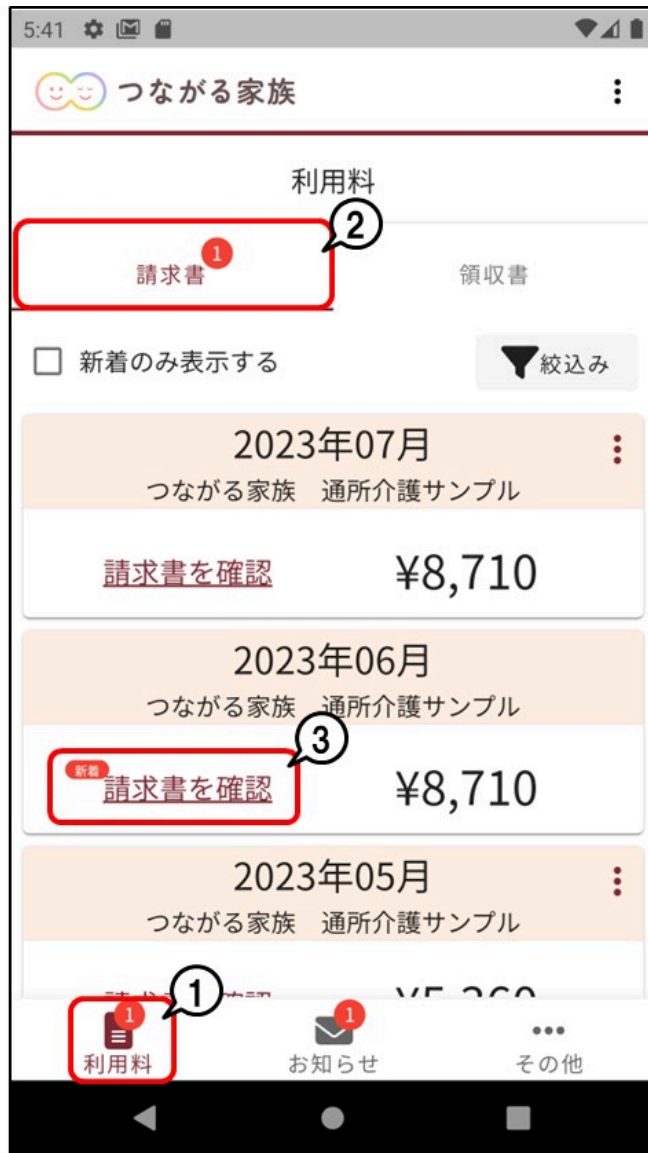 5:41
つながる家族
利用料
②
請求書 1
領収書
新着のみ表示する
絞込み
2023年07月
つながる家族 通所介護サンプル
請求書を確認 ¥8,710
2023年06月
つながる家族 通所介護サンプル
③
新着 請求書を確認 ¥8,710
2023年05月
つながる家族 通所介護サンプル
①
1 1
利用料 お知らせ その他